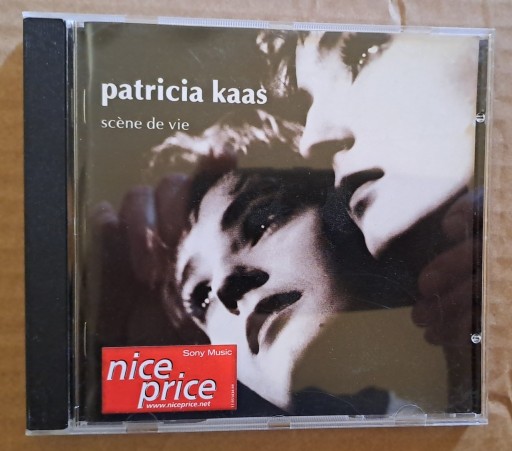 patricia kaas
scène de vie
Sony Music
nice
price
www.niceprice.net